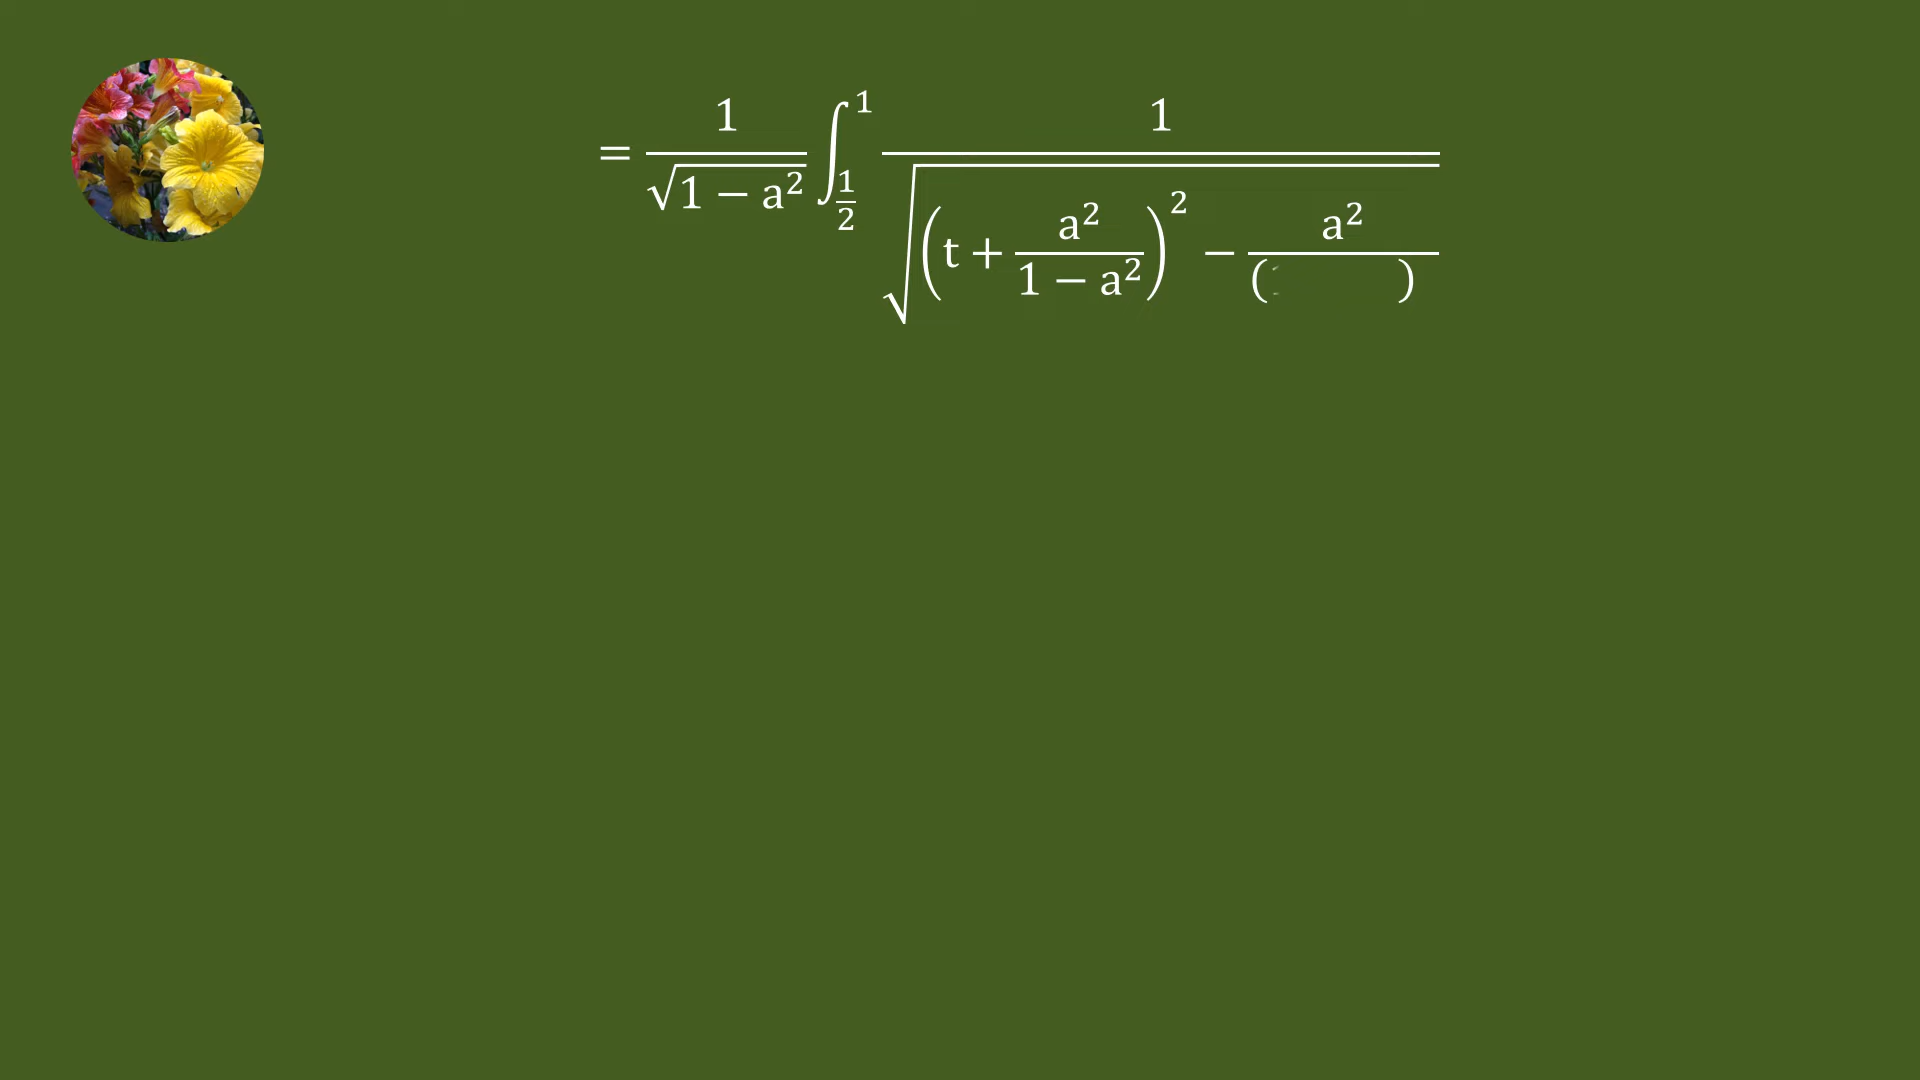 = 1/√(1 − a²) ∫_{1/2}^{1} 1/√((t + a²/(1 − a²))² − a²/( ))